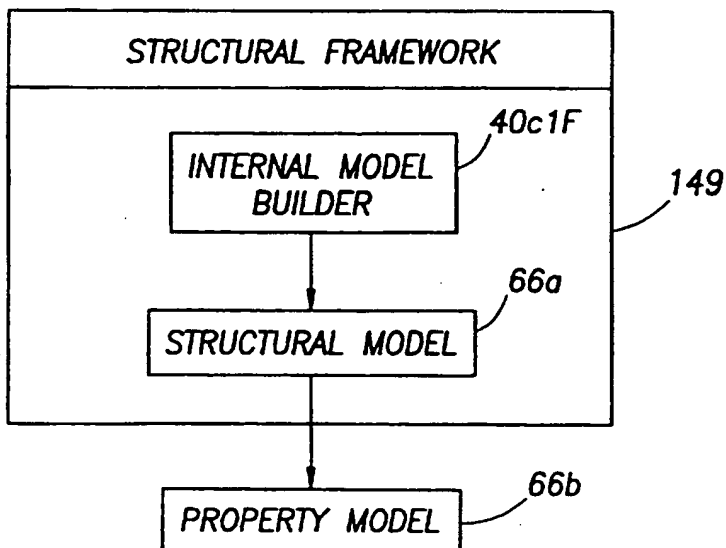 STRUCTURAL FRAMEWORK
40c1F
INTERNAL MODEL
BUILDER
149
66a
STRUCTURAL MODEL
66b
PROPERTY MODEL